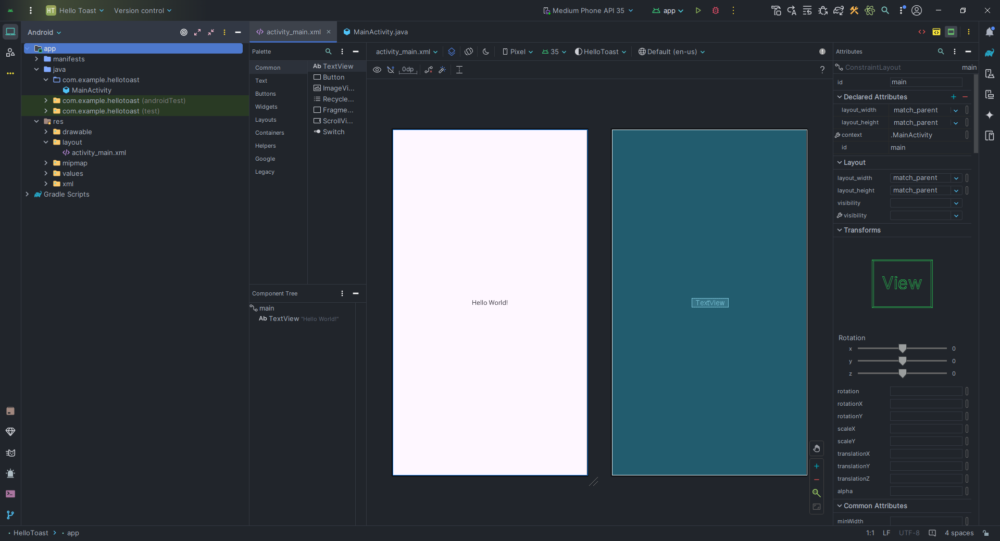 HT Hello Toast Version control Medium Phone API 35 app
Android
app
manifests
java
com.example.hellotoast
MainActivity
com.example.hellotoast (androidTest)
com.example.hellotoast (test)
res
drawable
layout
activity_main.xml
mipmap
values
xml
Gradle Scripts
activity_main.xml MainActivity.java
Palette
Common
Text
Buttons
Widgets
Layouts
Containers
Helpers
Google
Legacy
Ab TextView
Button
ImageVi...
Recycle...
Fragme...
ScrollVi...
Switch
Component Tree
main
Ab TextView "Hello World!"
activity_main.xml Pixel 35 HelloToast Default (en-us)
0dp ?
Hello World!
TextView
Attributes
ConstraintLayout main
id main
Declared Attributes
layout_width match_parent
layout_height match_parent
context .MainActivity
id main
Layout
layout_width match_parent
layout_height match_parent
visibility
visibility
Transforms
View
Rotation
x 0
y 0
z 0
rotation
rotationX
rotationY
scaleX
scaleY
translationX
translationY
translationZ
alpha
Common Attributes
minWidth
HelloToast app 1:1 LF UTF-8 4 spaces